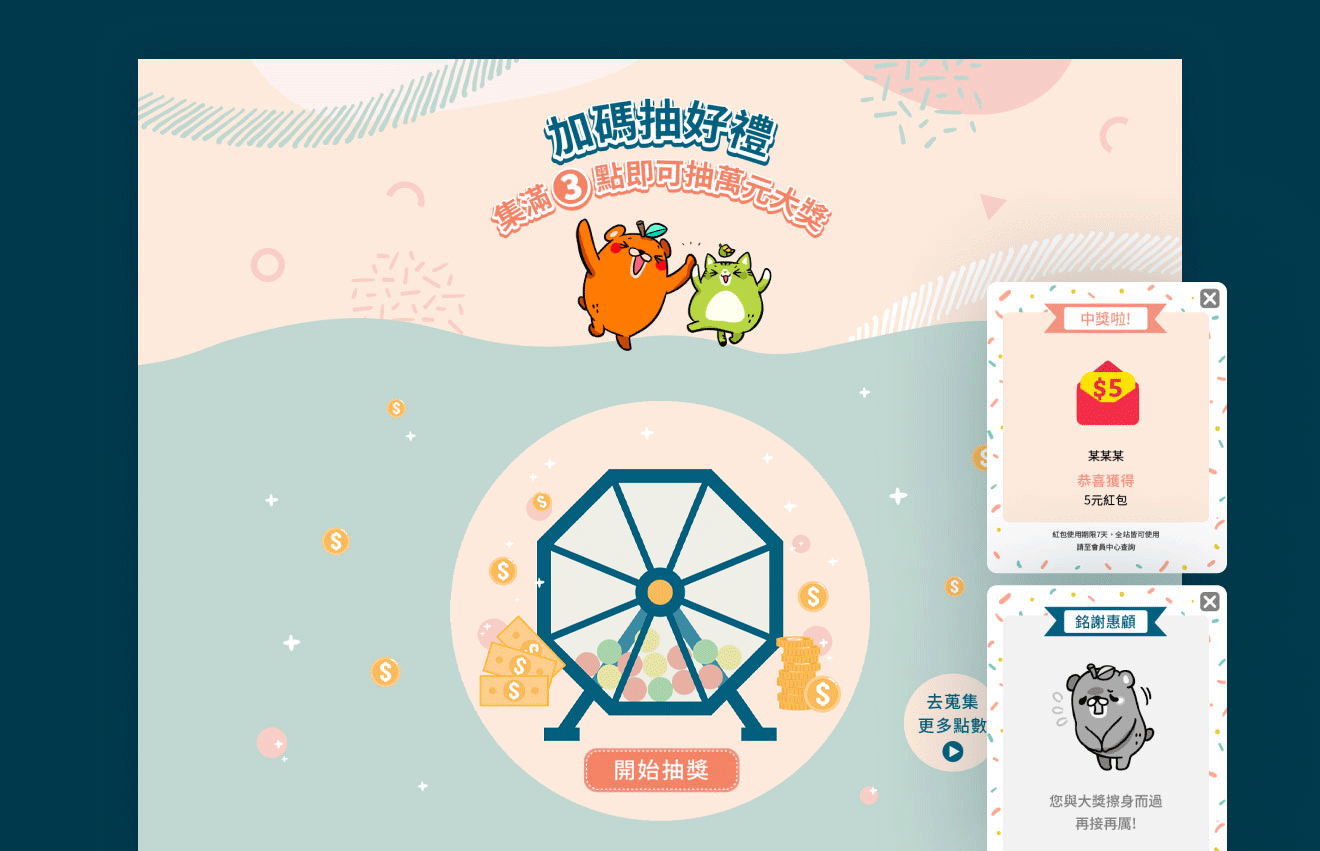 加碼抽好禮
集滿3點即可抽萬元大獎
開始抽獎
去蒐集
更多點數
中獎啦!
$5
某某某
恭喜獲得
5元紅包
紅包使用期限7天，全站皆可使用
請至會員中心查詢
銘謝惠顧
您與大獎擦身而過
再接再厲!